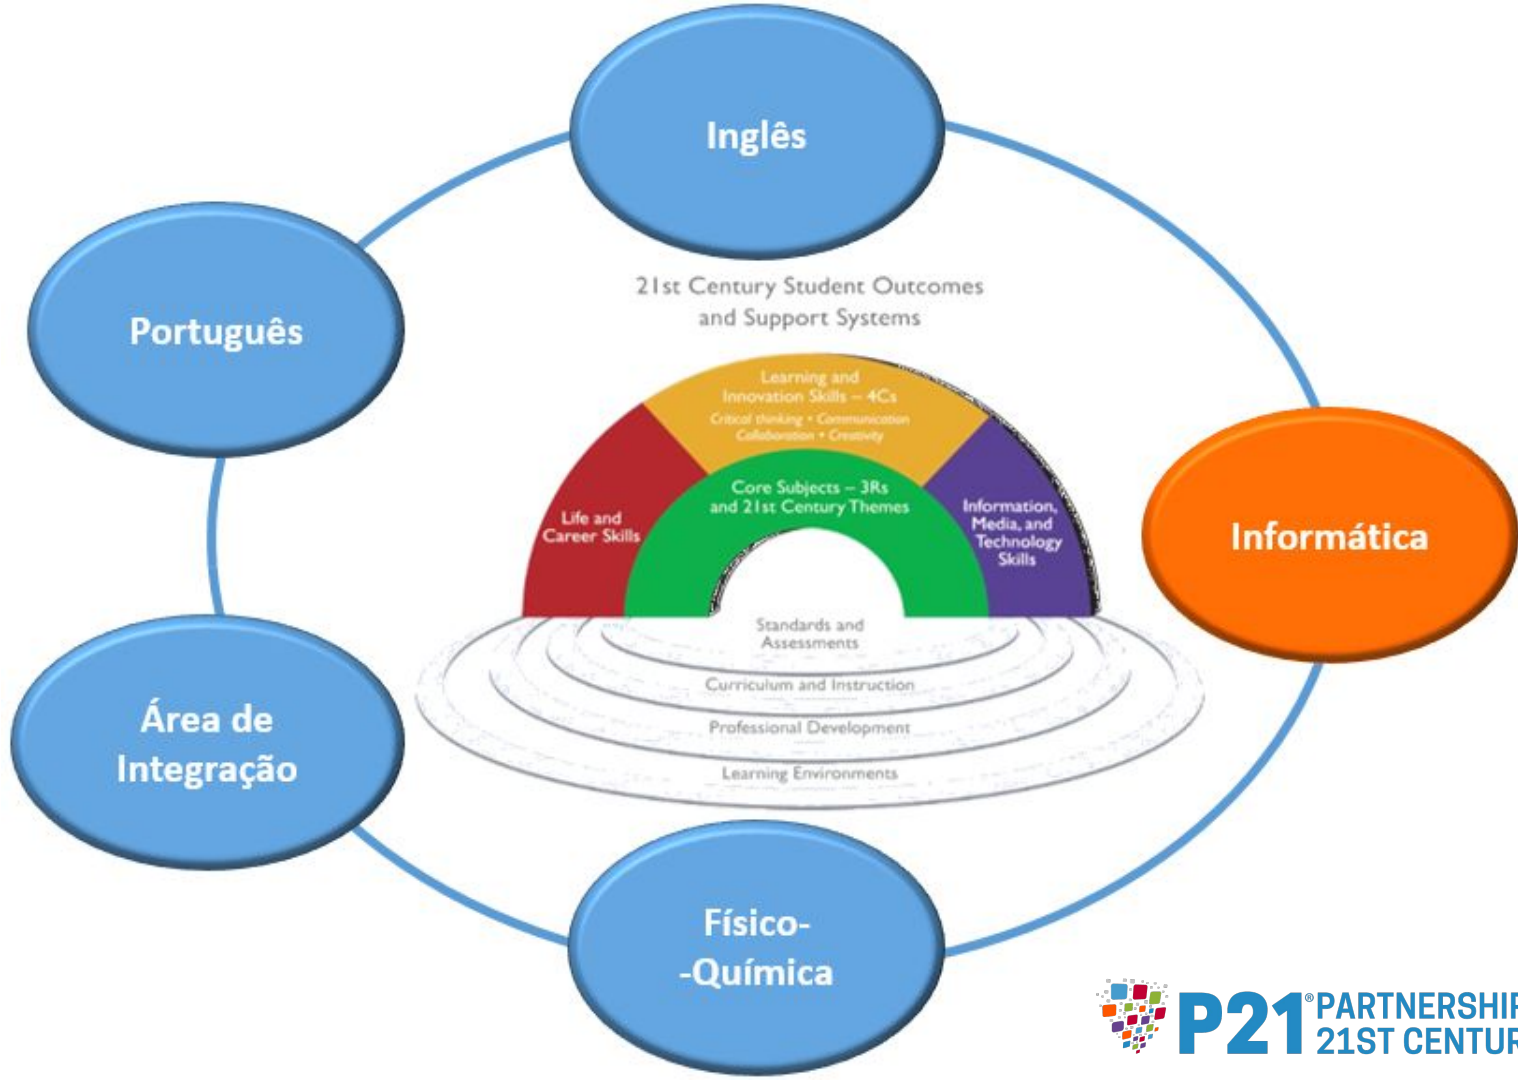 Inglês
Português
21st Century Student Outcomes
and Support Systems
Learning and
Innovation Skills – 4Cs
Critical thinking • Communication
Collaboration • Creativity
Core Subjects – 3Rs
and 21st Century Themes
Life and
Career Skills
Information,
Media, and
Technology
Skills
Informática
Standards and
Assessments
Curriculum and Instruction
Professional Development
Learning Environments
Área de
Integração
Físico-
-Química
P21® PARTNERSHIP
21ST CENTUR